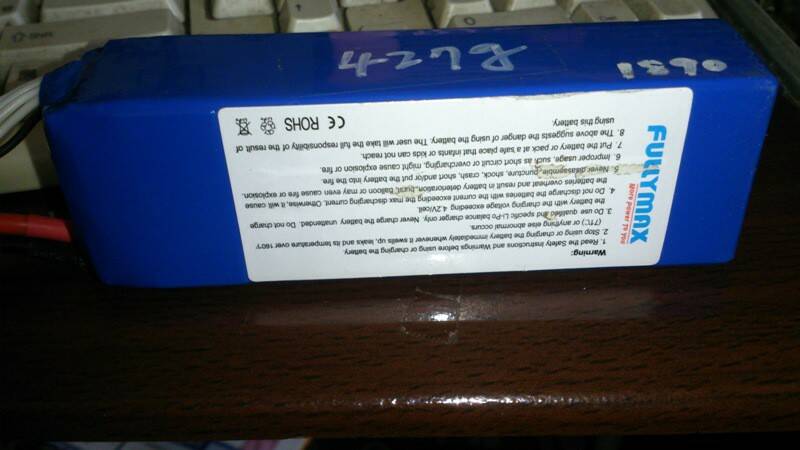 427g
FULLYMAX
More power to You
Warning:
1. Read the Safety Instructions and Warnings before using or charging the battery.
2. Stop using or charging the battery immediately whenever it swells up, leaks and its temperature over 160°F
(71℃) or anything else abnormal occurs.
3. Do use qualified and specific Li-Po balance charger only. Never charge the battery unattended. Do not charge
the battery with the charging voltage exceeding 4.2V/cell.
4. Do not discharge the batteries with the current exceeding the max discharging current. Otherwise, will cause
the batteries overheat and result in battery deterioration, burst, balloon or may even cause fire or explosion.
5. Never disassemble, puncture, shock, crash, short and/or put the battery into the fire.
6. Improper usage, such as short circuit or overcharging, might cause explosion or fire.
7. Put the battery or pack at a safe place that infants or kids can not reach.
8. The above suggests the danger of using of the battery. The user will take the full responsibility of the result of
using this battery.
CE ROHS